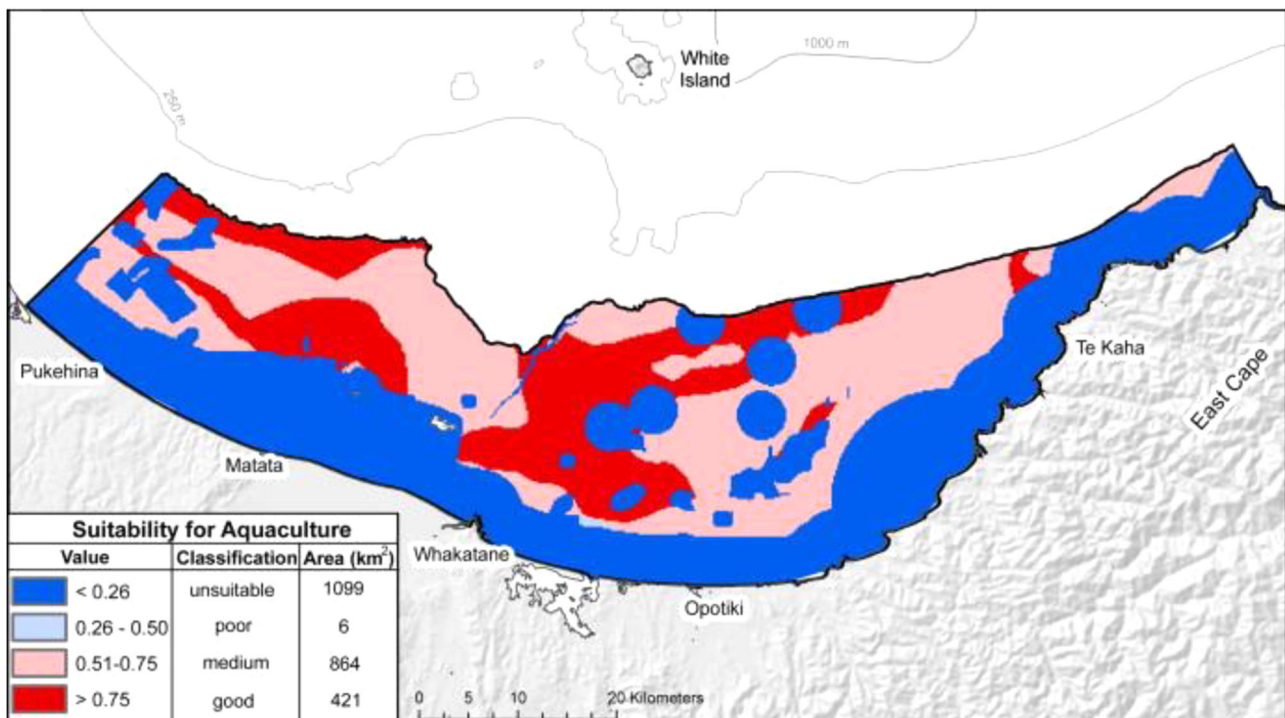 1000 m
White
Island
250 m
Pukehina
Te Kaha
East Cape
Matata
Whakatane
Opotiki
Suitability for Aquaculture
Value Classification Area (km²)
< 0.26 unsuitable 1099
0.26 - 0.50 poor 6
0.51-0.75 medium 864
> 0.75 good 421
0 5 10 20 Kilometers